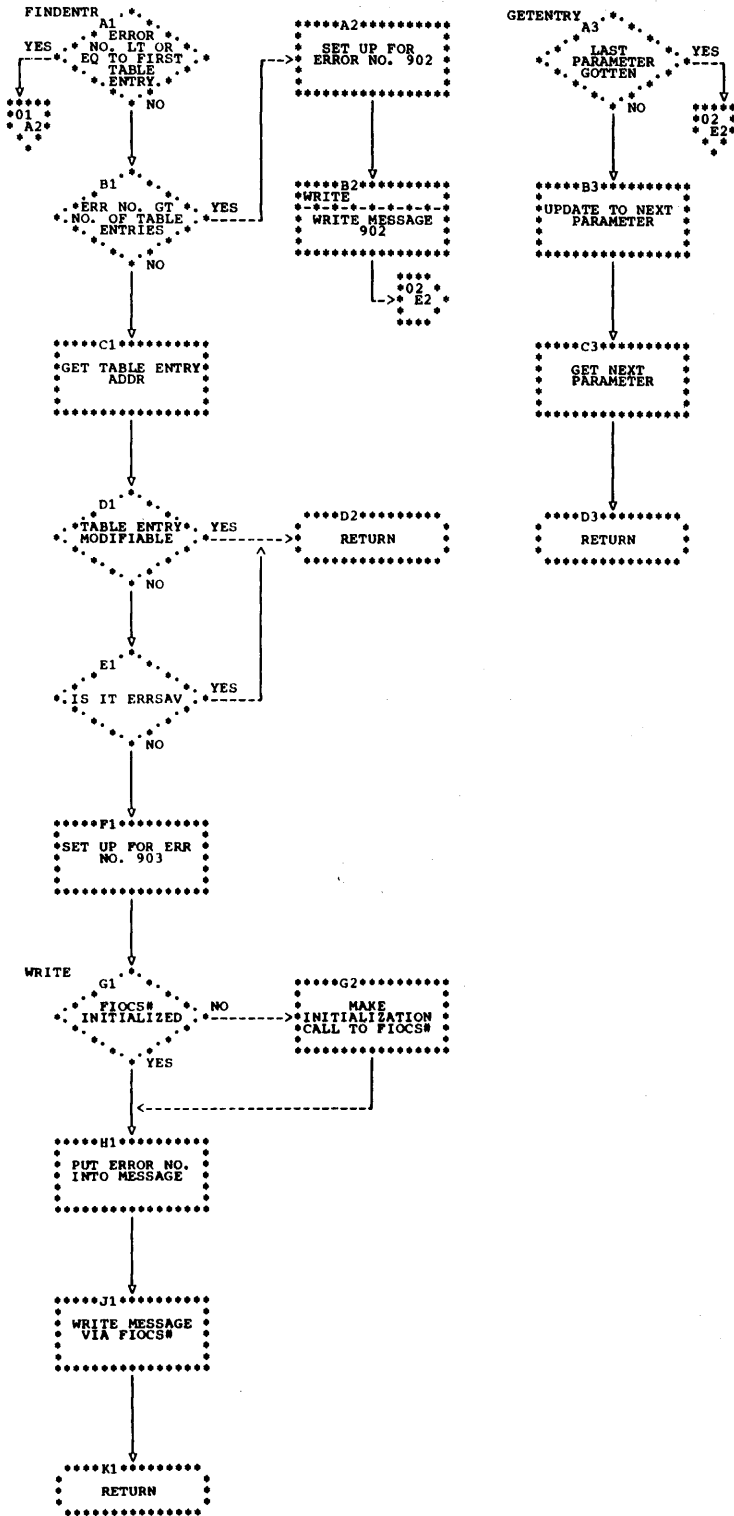 FINDENTR
A1
ERROR
NO. LT OR
EQ TO FIRST
TABLE
ENTRY
YES
NO
01
A2
B1
ERR NO. GT
NO. OF TABLE
ENTRIES
YES
NO
C1
GET TABLE ENTRY
ADDR
D1
TABLE ENTRY
MODIFIABLE
YES
NO
E1
IS IT ERRSAV
YES
NO
F1
SET UP FOR ERR
NO. 903
WRITE
G1
FIOCS#
INITIALIZED
NO
YES
H1
PUT ERROR NO.
INTO MESSAGE
J1
WRITE MESSAGE
VIA FIOCS#
K1
RETURN
A2
SET UP FOR
ERROR NO. 902
B2
WRITE
WRITE MESSAGE
902
02
E2
D2
RETURN
G2
MAKE
INITIALIZATION
CALL TO FIOCS#
GETENTRY
A3
LAST
PARAMETER
GOTTEN
YES
NO
02
E2
B3
UPDATE TO NEXT
PARAMETER
C3
GET NEXT
PARAMETER
D3
RETURN